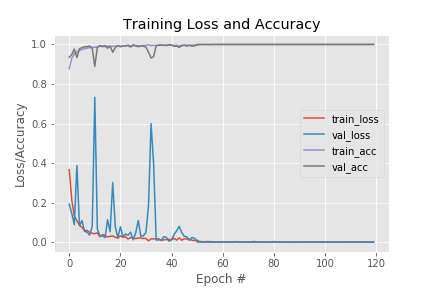 Training Loss and Accuracy
Loss/Accuracy
1.0
0.8
0.6
0.4
0.2
0.0
train_loss
val_loss
train_acc
val_acc
0 20 40 60 80 100 120
Epoch #